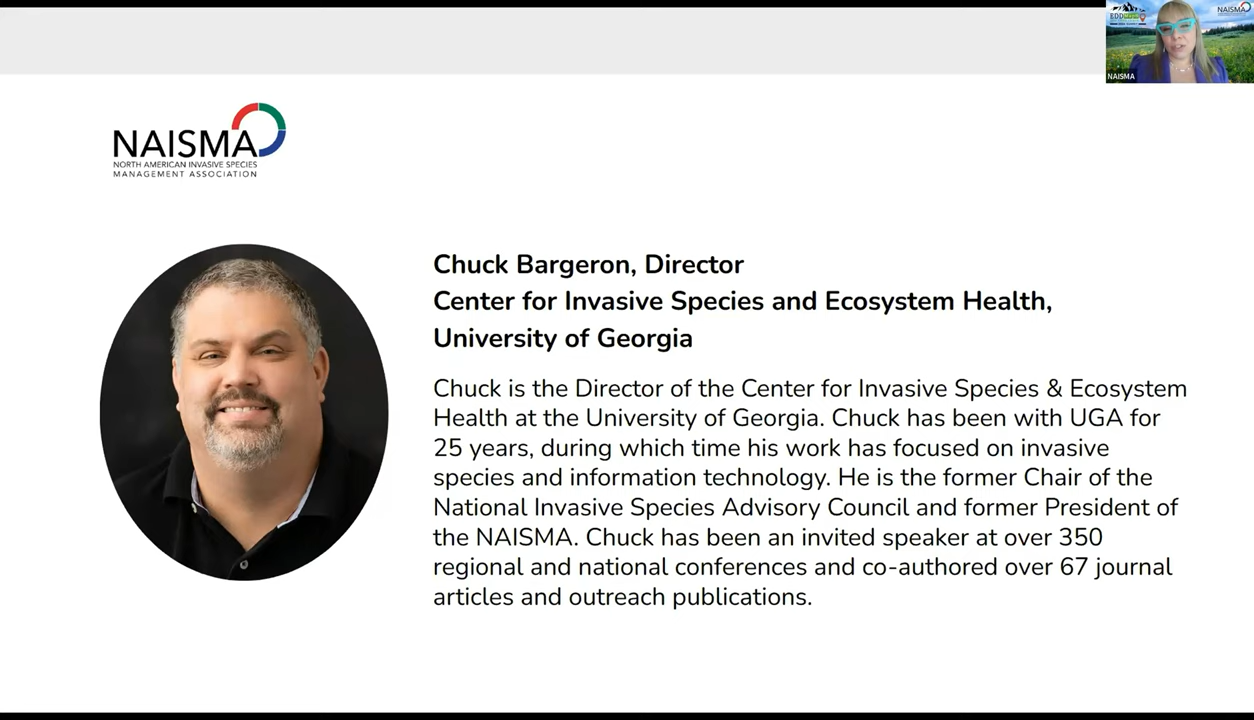 NAISMA
NAISMA
NAISMA
NORTH AMERICAN INVASIVE SPECIES
MANAGEMENT ASSOCIATION
Chuck Bargeron, Director
Center for Invasive Species and Ecosystem Health,
University of Georgia
Chuck is the Director of the Center for Invasive Species & Ecosystem
Health at the University of Georgia. Chuck has been with UGA for
25 years, during which time his work has focused on invasive
species and information technology. He is the former Chair of the
National Invasive Species Advisory Council and former President of
the NAISMA. Chuck has been an invited speaker at over 350
regional and national conferences and co-authored over 67 journal
articles and outreach publications.